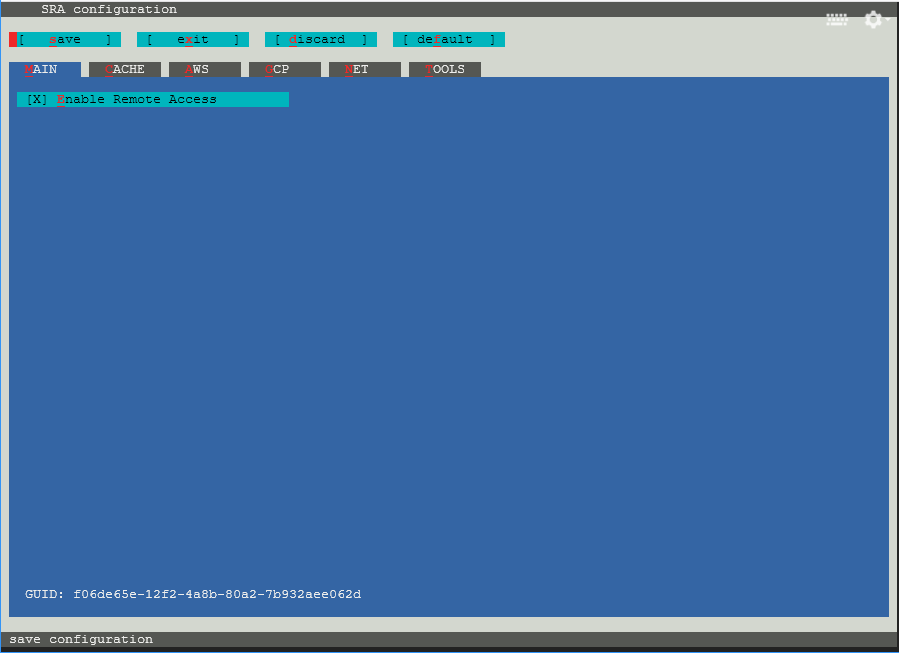 SRA configuration
[ save ] [ exit ] [ discard ] [ default ]
MAIN CACHE AWS GCP NET TOOLS
[X] Enable Remote Access
GUID: f06de65e-12f2-4a8b-80a2-7b932aee062d
save configuration